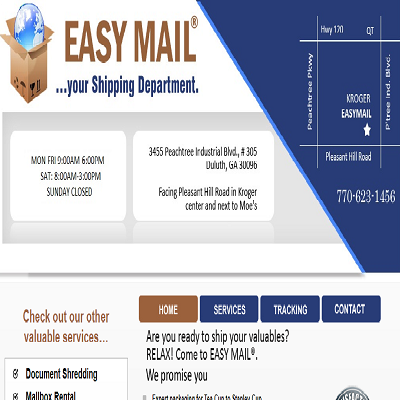 EASY MAIL®
...your Shipping Department.
Hwy 120
QT
Peachtree Pkwy
P'tree Ind. Blvc.
KROGER
EASYMAIL
Pleasant Hill Road
770-623-1456
MON FRI 9:00AM 6:00PM
SAT: 8:00AM-3:00PM
SUNDAY CLOSED
3455 Peachtree Industrial Blvd., # 305
Duluth, GA 30096
Facing Pleasant Hill Road in Kroger
center and next to Moe's
HOME
SERVICES
TRACKING
CONTACT
Check out our other
valuable services...
Document Shredding
Mailbox Rental
Are you ready to ship your valuables?
RELAX! Come to EASY MAIL®.
We promise you
Expert packaging for Tea Cup to Stanley Cup